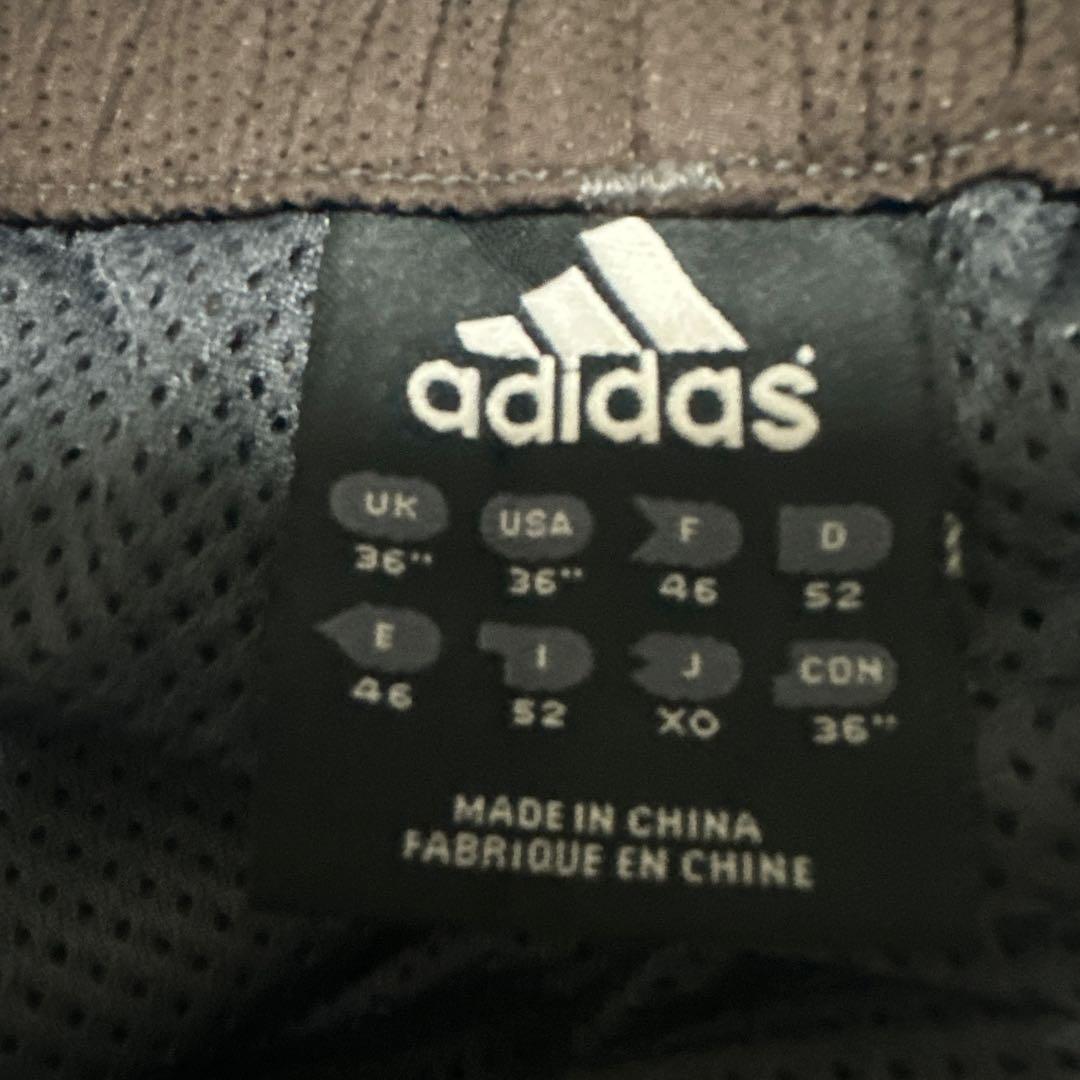 adidas
UK USA F D
36" 36" 46 52
E I J CDN
46 52 XO 36"
MADE IN CHINA
FABRIQUE EN CHINE